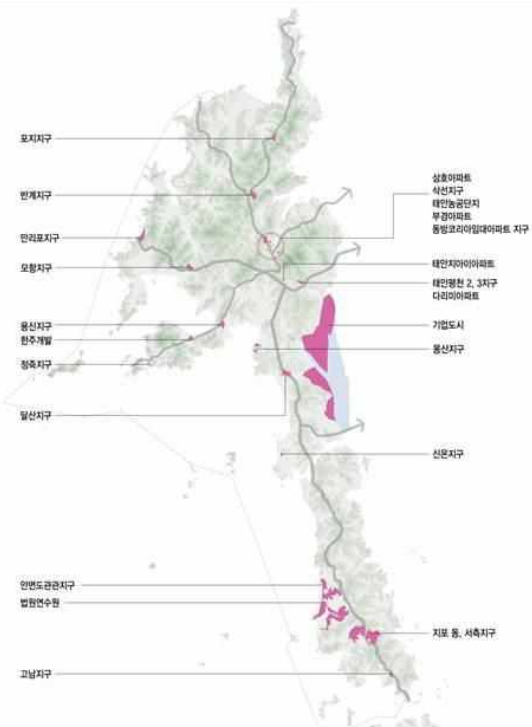 포지지구
반계지구
만리포지구
모항지구
용신지구
한주개발
정죽지구
달산지구
안면도관관지구
법원연수원
고남지구
삼호아파트
삭선지구
태안농공단지
부경아파트
동방코리아임대아파트 지구
태안지아이아파트
태안평천 2, 3지구
다리미아파트
기업도시
몽산지구
신온지구
지포 동, 서측지구